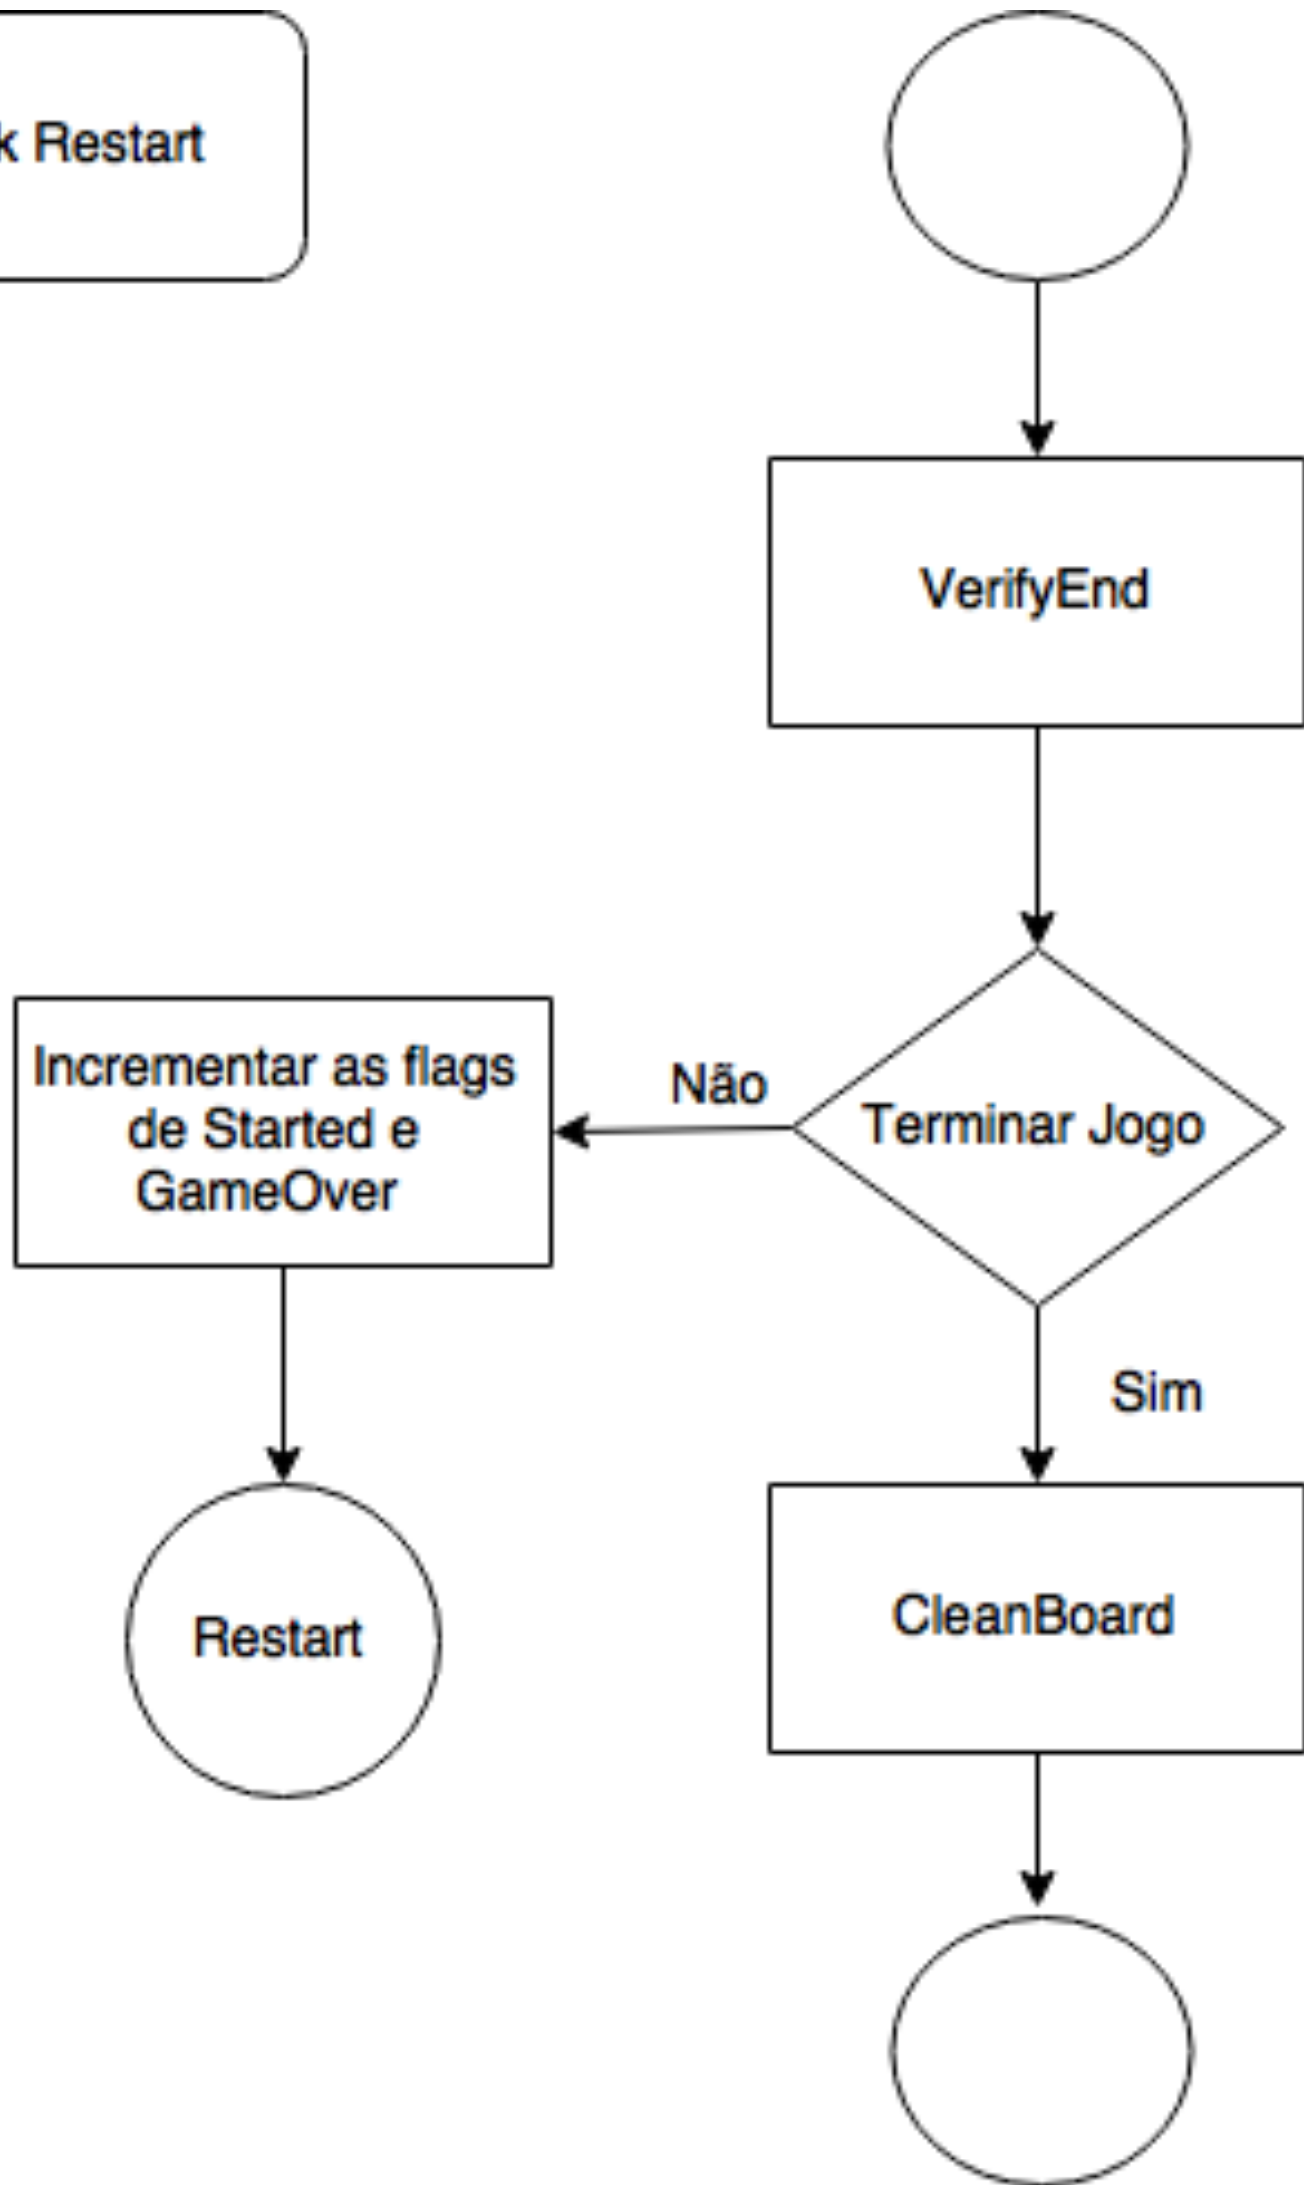 k Restart
VerifyEnd
Incrementar as flags
de Started e
GameOver
Não
Terminar Jogo
Sim
Restart
CleanBoard